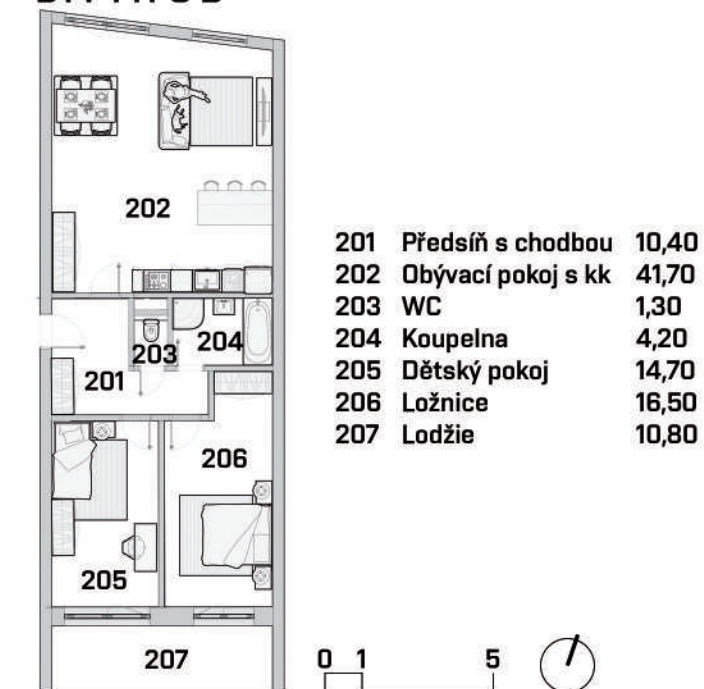 202
203
204
201
206
205
207
201 Předsíň s chodbou 10,40
202 Obývací pokoj s kk 41,70
203 WC 1,30
204 Koupelna 4,20
205 Dětský pokoj 14,70
206 Ložnice 16,50
207 Lodžie 10,80
0 1 5